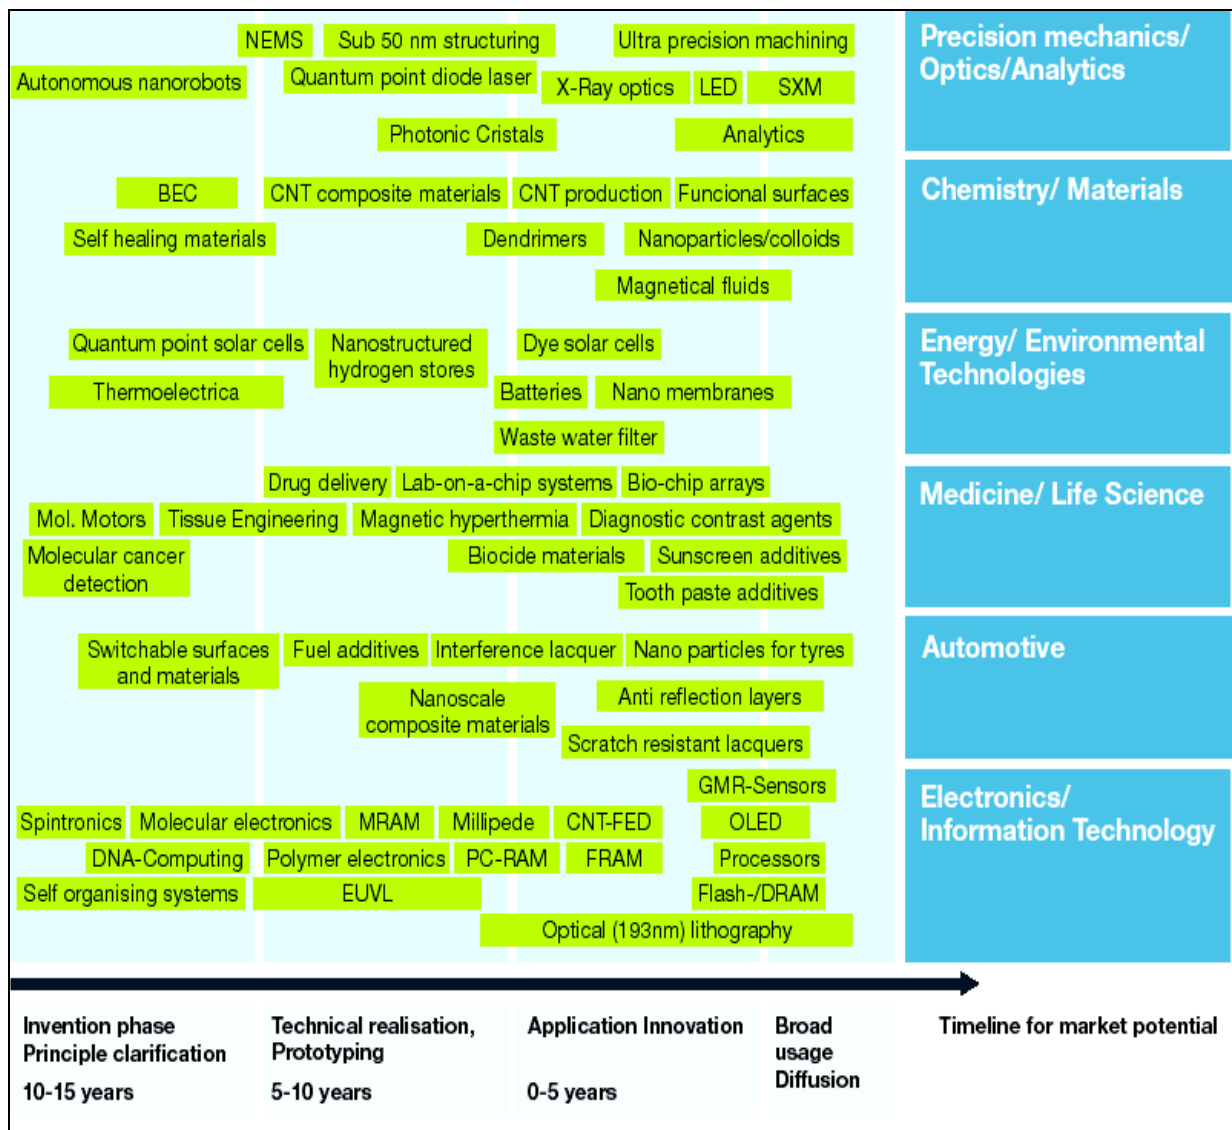 NEMS
Sub 50 nm structuring
Ultra precision machining
Precision mechanics/
Optics/Analytics
Autonomous nanorobots
Quantum point diode laser
X-Ray optics
LED
SXM
Photonic Cristals
Analytics
BEC
CNT composite materials
CNT production
Funcional surfaces
Chemistry/ Materials
Self healing materials
Dendrimers
Nanoparticles/colloids
Magnetical fluids
Quantum point solar cells
Nanostructured
hydrogen stores
Dye solar cells
Energy/ Environmental
Technologies
Thermoelectrica
Batteries
Nano membranes
Waste water filter
Drug delivery
Lab-on-a-chip systems
Bio-chip arrays
Medicine/ Life Science
Mol. Motors
Tissue Engineering
Magnetic hyperthermia
Diagnostic contrast agents
Molecular cancer
detection
Biocide materials
Sunscreen additives
Tooth paste additives
Switchable surfaces
and materials
Fuel additives
Interference lacquer
Nano particles for tyres
Automotive
Nanoscale
composite materials
Anti reflection layers
Scratch resistant lacquers
GMR-Sensors
Electronics/
Information Technology
Spintronics
Molecular electronics
MRAM
Millipede
CNT-FED
OLED
DNA-Computing
Polymer electronics
PC-RAM
FRAM
Processors
Self organising systems
EUVL
Flash-/DRAM
Optical (193nm) lithography
Invention phase
Principle clarification
10-15 years
Technical realisation,
Prototyping
5-10 years
Application Innovation
0-5 years
Broad
usage
Diffusion
Timeline for market potential